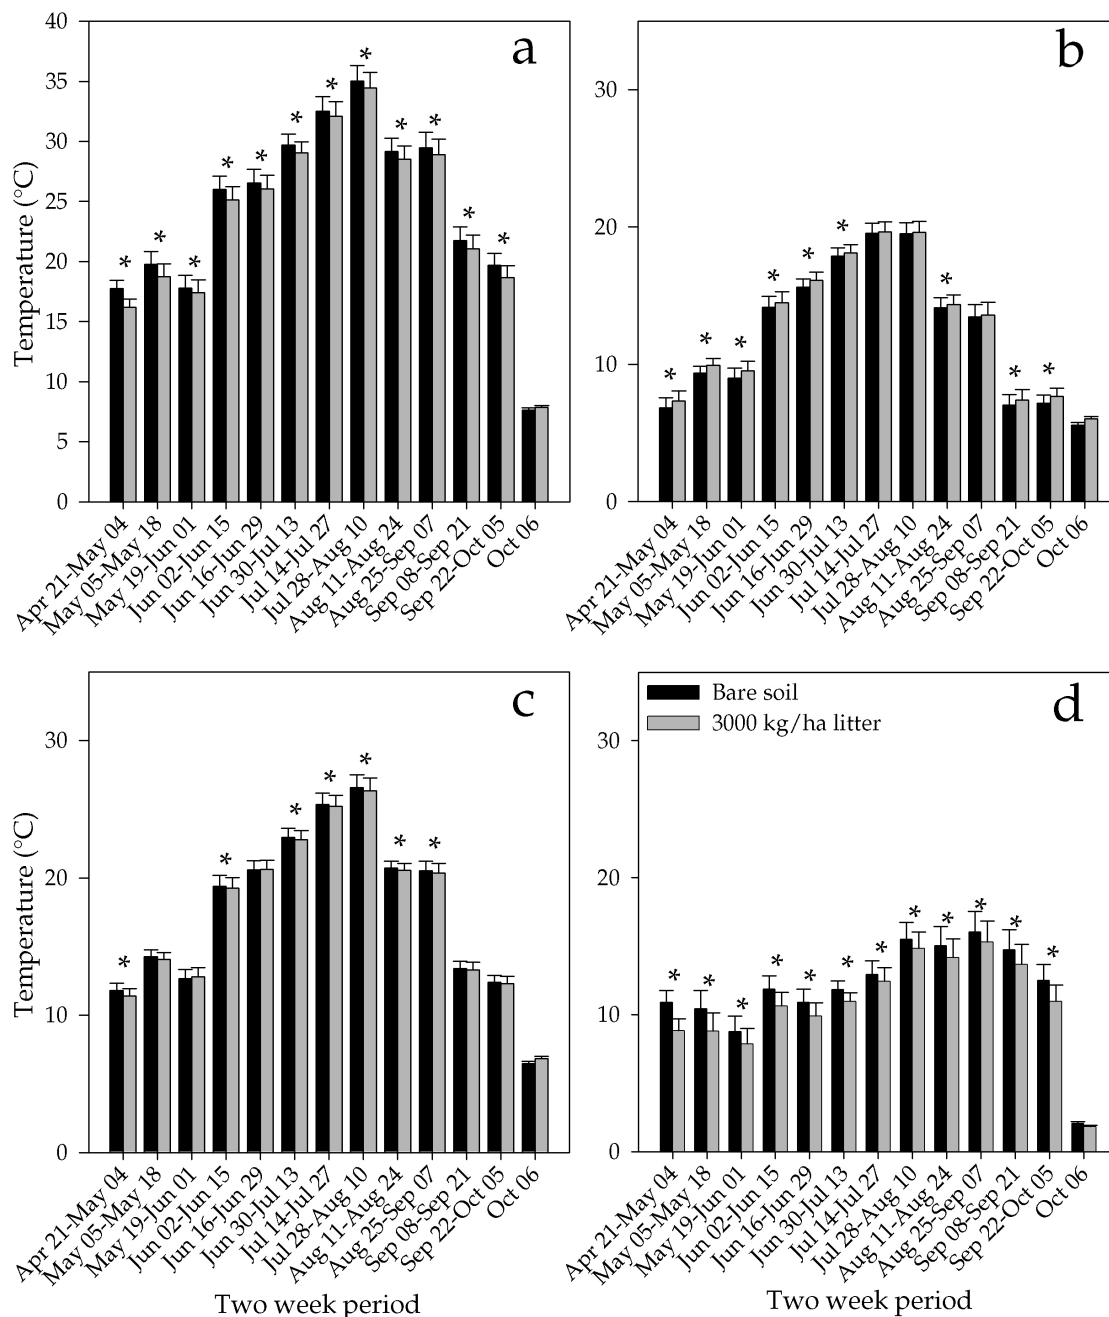 a
40
35
30
25
20
15
10
5
0
Temperature (°C)
*
*
*
*
*
*
*
*
*
*
*
*
Apr 21-May 04
May 05-May 18
May 19-Jun 01
Jun 02-Jun 15
Jun 16-Jun 29
Jun 30-Jul 13
Jul 14-Jul 27
Jul 28-Aug 10
Aug 11-Aug 24
Aug 25-Sep 07
Sep 08-Sep 21
Sep 22-Oct 05
Oct 06
b
30
20
10
0
*
*
*
*
*
*
*
*
*
Apr 21-May 04
May 05-May 18
May 19-Jun 01
Jun 02-Jun 15
Jun 16-Jun 29
Jun 30-Jul 13
Jul 14-Jul 27
Jul 28-Aug 10
Aug 11-Aug 24
Aug 25-Sep 07
Sep 08-Sep 21
Sep 22-Oct 05
Oct 06
c
30
20
10
0
Temperature (°C)
*
*
*
*
*
*
*
Apr 21-May 04
May 05-May 18
May 19-Jun 01
Jun 02-Jun 15
Jun 16-Jun 29
Jun 30-Jul 13
Jul 14-Jul 27
Jul 28-Aug 10
Aug 11-Aug 24
Aug 25-Sep 07
Sep 08-Sep 21
Sep 22-Oct 05
Oct 06
Two week period
Bare soil
3000 kg/ha litter
d
30
20
10
0
*
*
*
*
*
*
*
*
*
*
*
*
Apr 21-May 04
May 05-May 18
May 19-Jun 01
Jun 02-Jun 15
Jun 16-Jun 29
Jun 30-Jul 13
Jul 14-Jul 27
Jul 28-Aug 10
Aug 11-Aug 24
Aug 25-Sep 07
Sep 08-Sep 21
Sep 22-Oct 05
Oct 06
Two week period